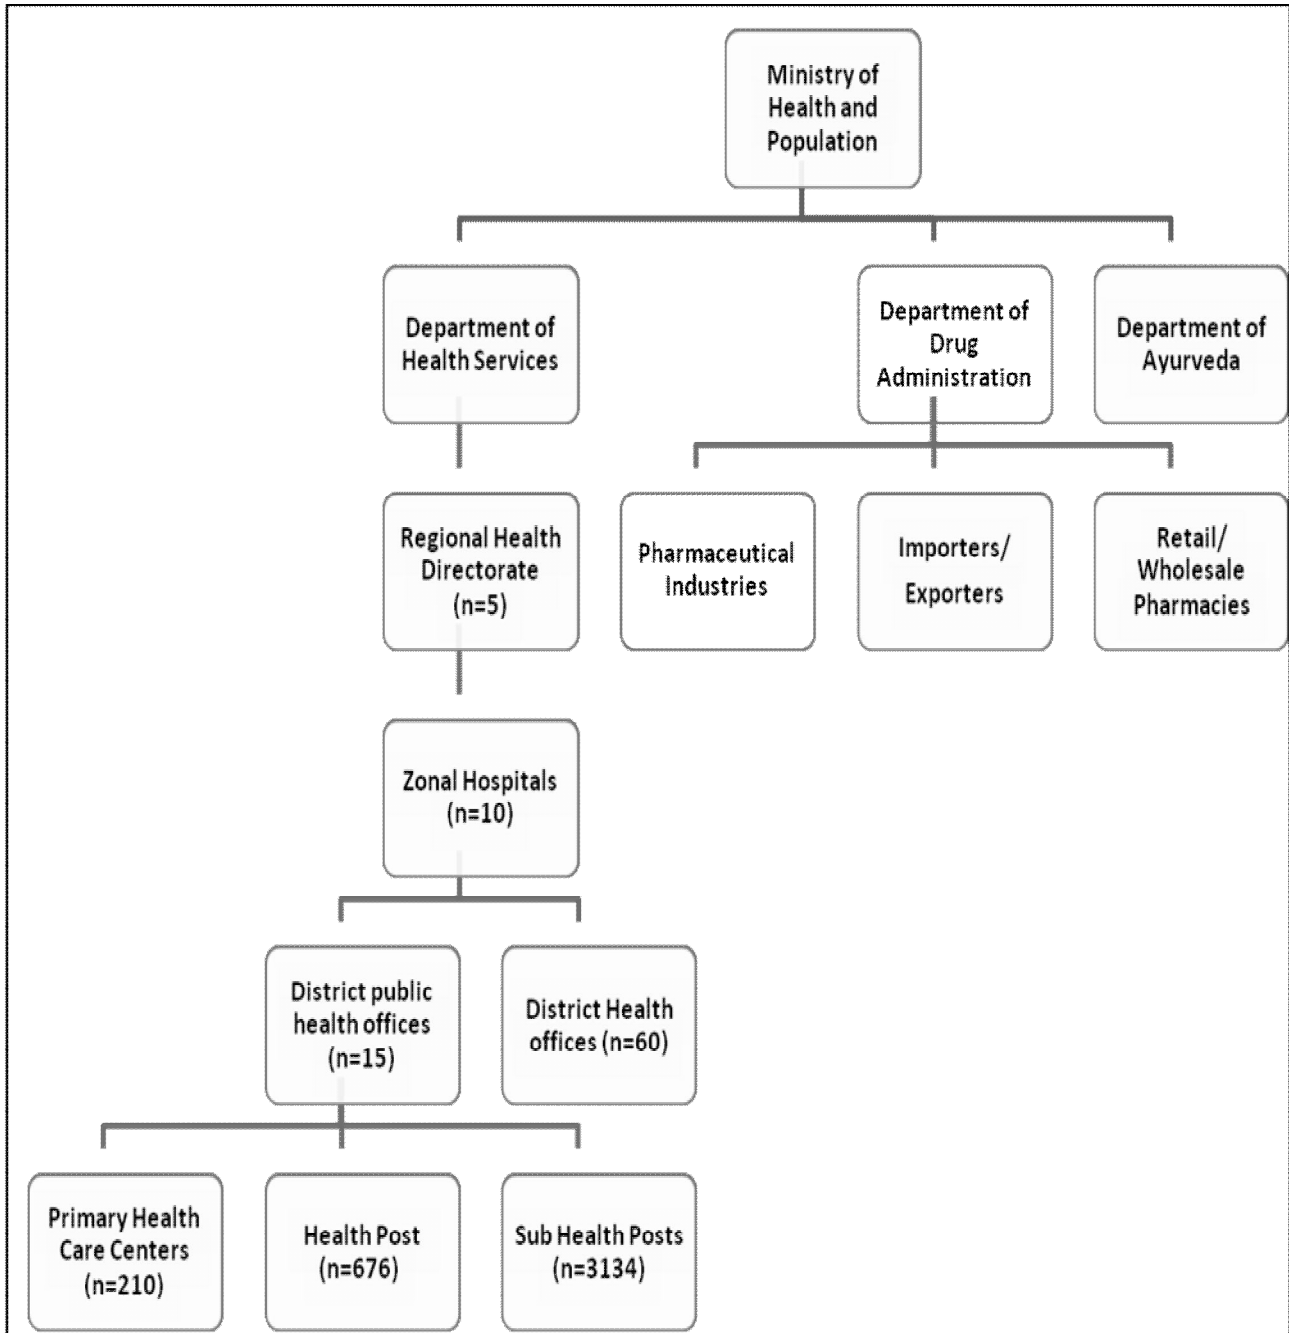 Ministry of
Health and
Population
Department of
Health Services
Department of
Drug
Administration
Department of
Ayurveda
Regional Health
Directorate
(n=5)
Pharmaceutical
Industries
Importers/
Exporters
Retail/
Wholesale
Pharmacies
Zonal Hospitals
(n=10)
District public
health offices
(n=15)
District Health
offices (n=60)
Primary Health
Care Centers
(n=210)
Health Post
(n=676)
Sub Health Posts
(n=3134)